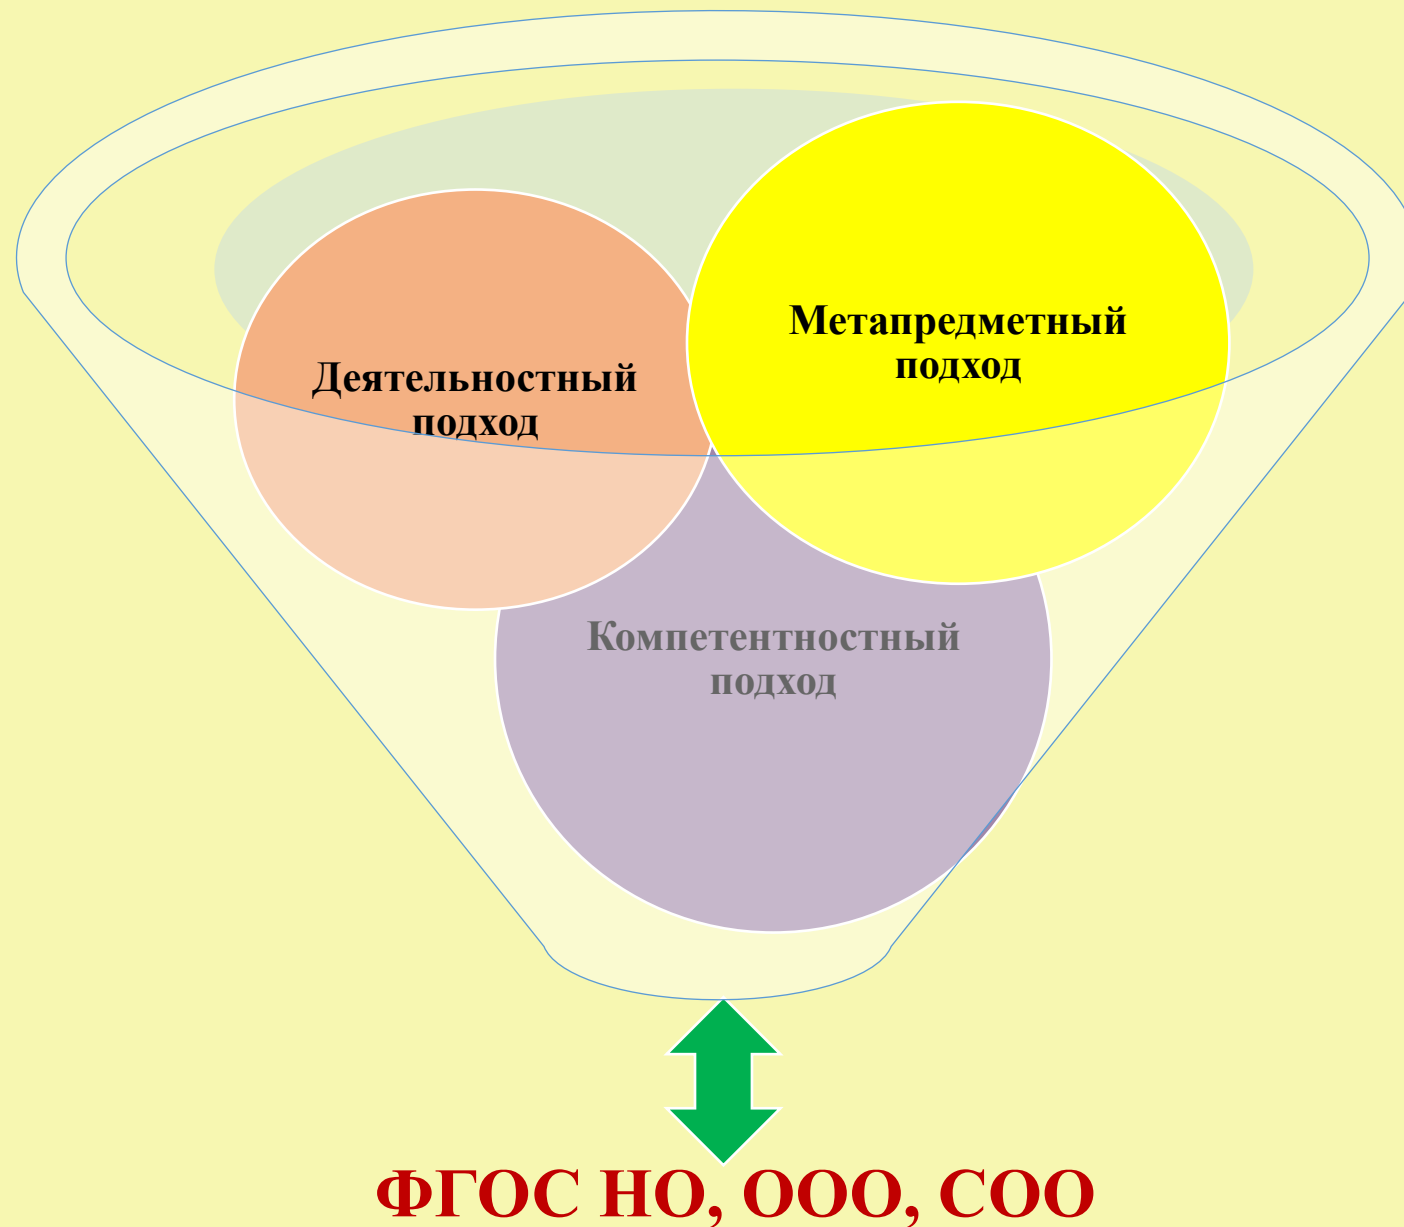 Метапредметный
подход
Деятельностный
подход
Компетентностный
подход
ФГОС НО, ООО, СОО